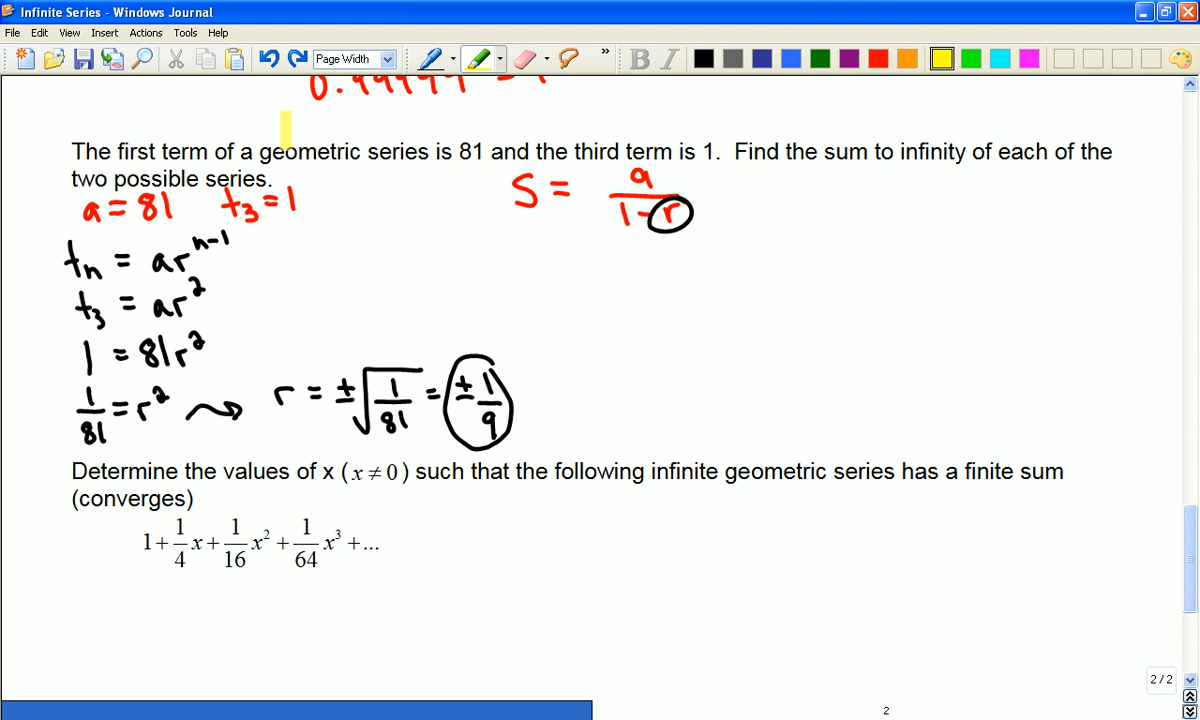 Infinite Series - Windows Journal
File Edit View Insert Actions Tools Help
Page Width » B I
The first term of a geometric series is 81 and the third term is 1. Find the sum to infinity of each of the
two possible series.
a = 81 t₃ = 1 S = a/(1-r)
tₙ = arⁿ⁻¹
t₃ = ar²
1 = 81r²
1/81 = r² r = ±√(1/81) = ±1/9
Determine the values of x (x ≠ 0) such that the following infinite geometric series has a finite sum
(converges)
1 + 1/4 x + 1/16 x² + 1/64 x³ + ...
2 / 2
2